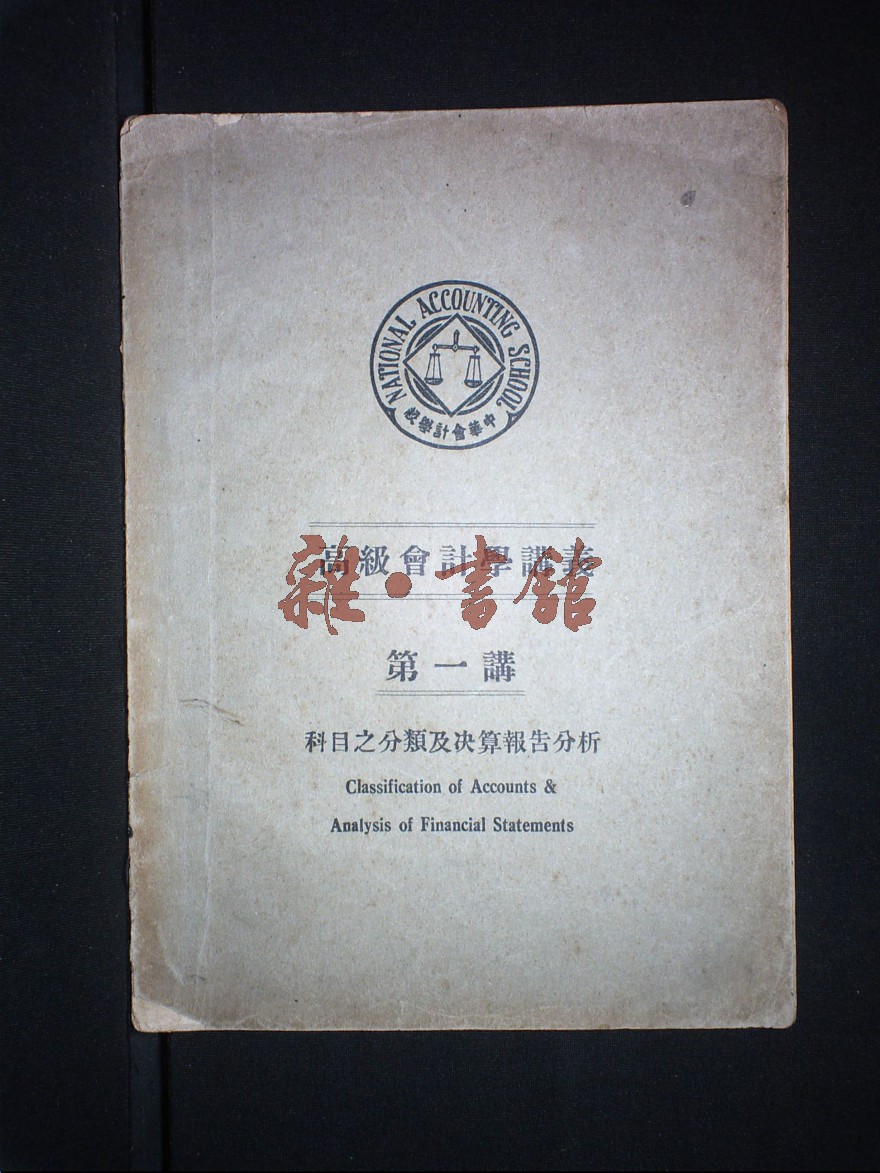 NATIONAL ACCOUNTING SCHOOL
中華會計學校
高級會計學講義
雜·書館
第一講
科目之分類及决算報告分析
Classification of Accounts &
Analysis of Financial Statements